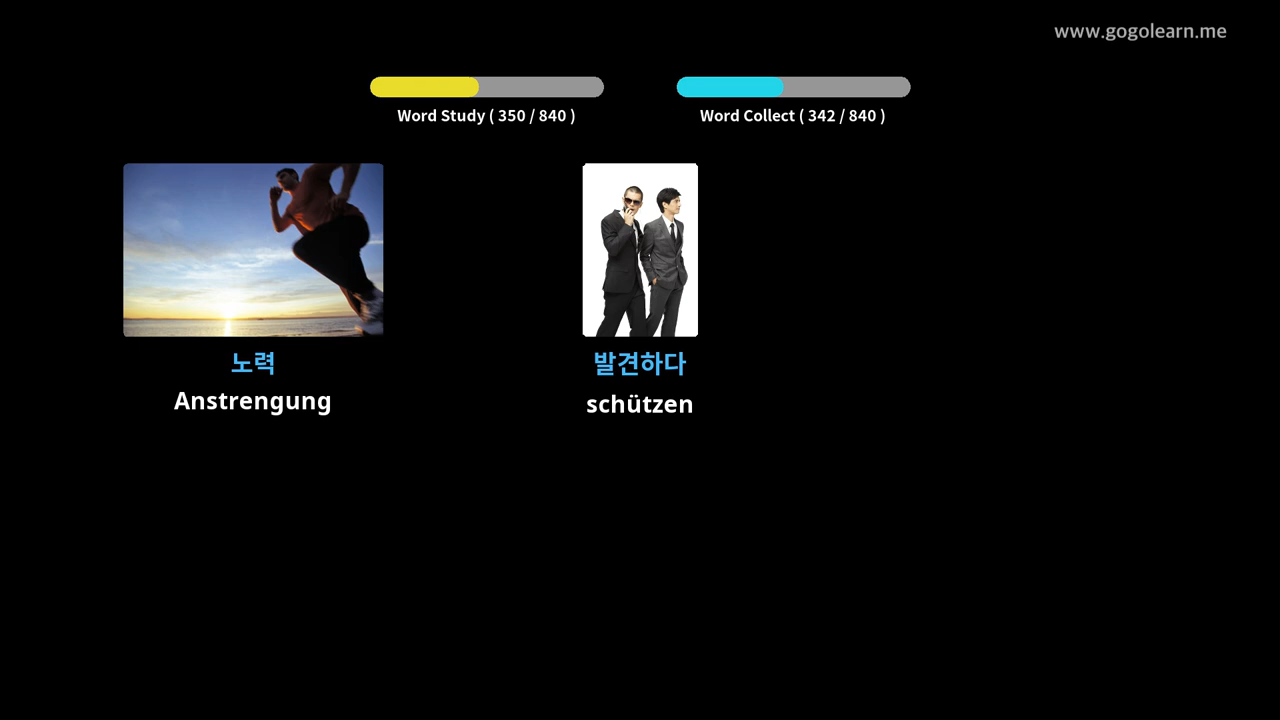 www.gogolearn.me
Word Study ( 350 / 840 )
Word Collect ( 342 / 840 )
노력
Anstrengung
발견하다
schützen